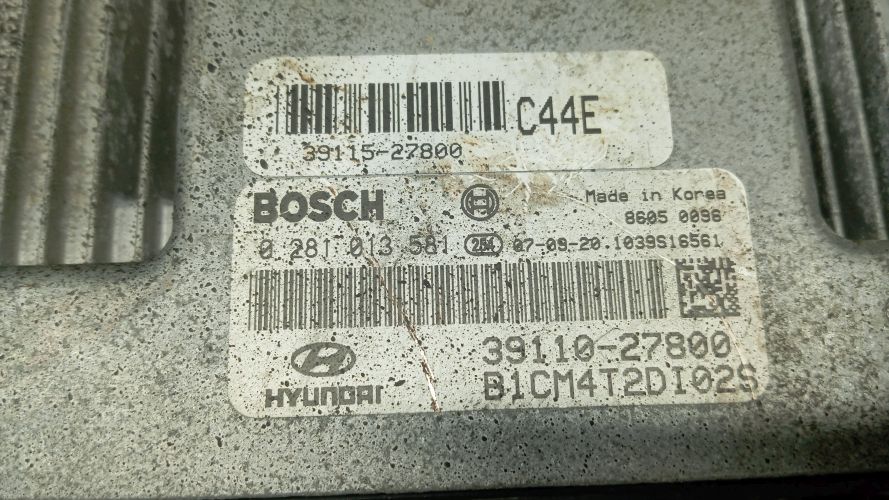 C44E
39115-27800
BOSCH
Made in Korea
8605 0096
0 281 013 581 264 07-09-20.1039S16561
39110-27800
HYUNDAI
B1CM4T2DI02S